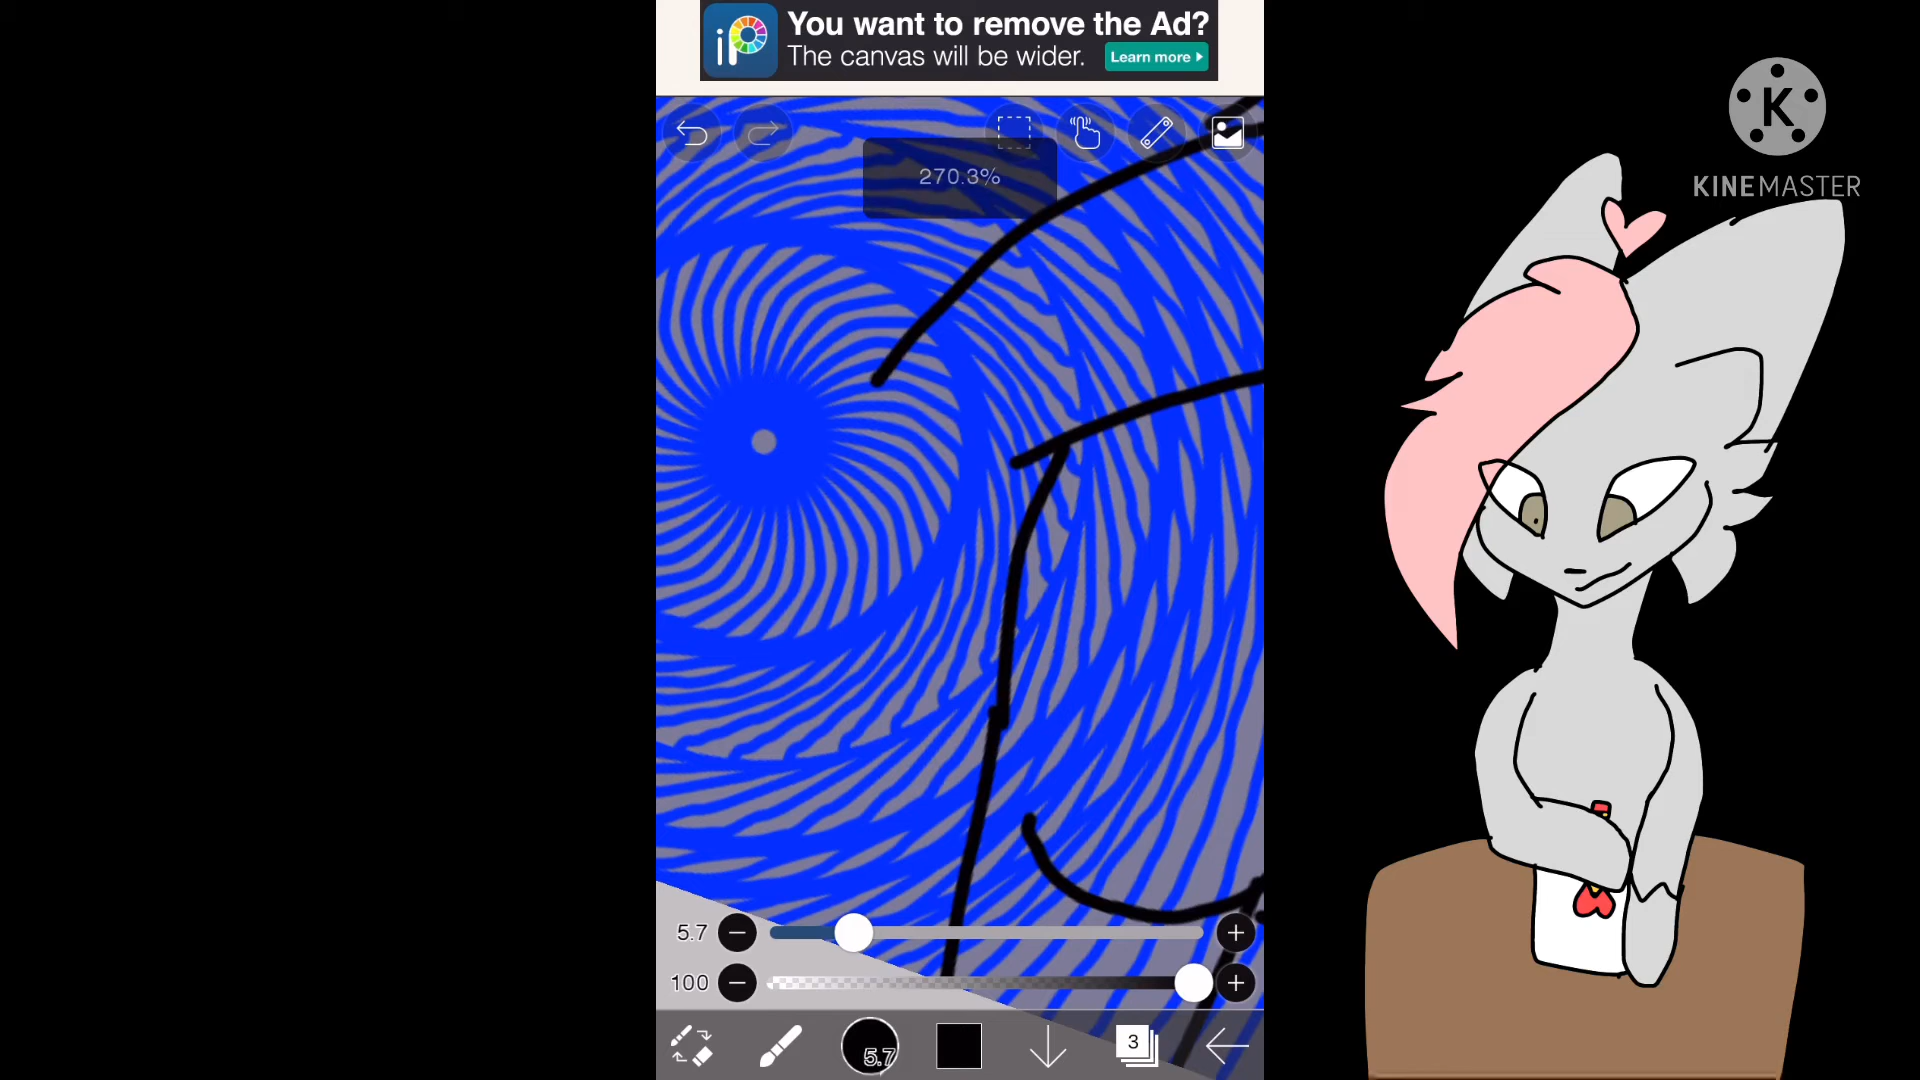 iP
You want to remove the Ad?
The canvas will be wider.
Learn more
270.3%
K
KINEMASTER
5.7
100
5.7
3